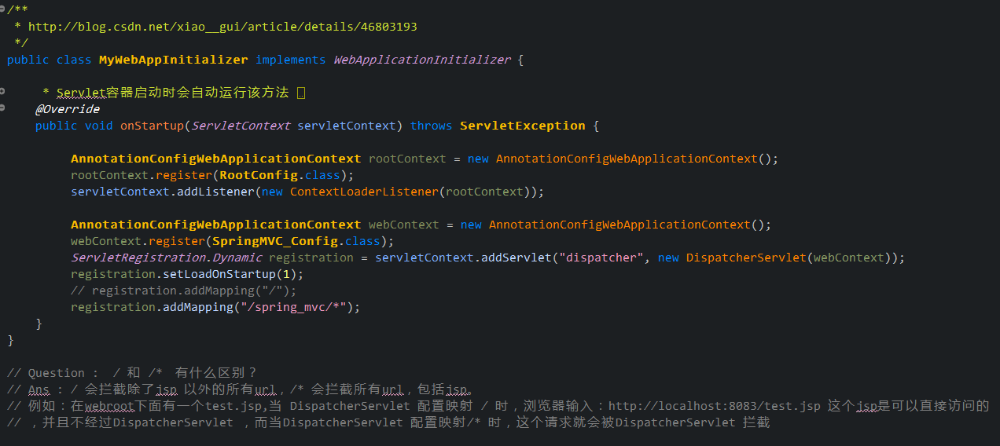 /**
 * http://blog.csdn.net/xiao__gui/article/details/46803193
 */
public class MyWebAppInitializer implements WebApplicationInitializer {
* Servlet容器启动时会自动运行该方法
@Override
public void onStartup(ServletContext servletContext) throws ServletException {
AnnotationConfigWebApplicationContext rootContext = new AnnotationConfigWebApplicationContext();
rootContext.register(RootConfig.class);
servletContext.addListener(new ContextLoaderListener(rootContext));
AnnotationConfigWebApplicationContext webContext = new AnnotationConfigWebApplicationContext();
webContext.register(SpringMVC_Config.class);
ServletRegistration.Dynamic registration = servletContext.addServlet("dispatcher", new DispatcherServlet(webContext));
registration.setLoadOnStartup(1);
// registration.addMapping("/");
registration.addMapping("/spring_mvc/*");
}
}
// Question : / 和 /* 有什么区别？
// Ans : / 会拦截除了jsp 以外的所有url，/* 会拦截所有url，包括jsp。
// 例如：在webroot下面有一个test.jsp,当 DispatcherServlet 配置映射 / 时，浏览器输入：http://localhost:8083/test.jsp 这个jsp是可以直接访问的
// ，并且不经过DispatcherServlet ，而当DispatcherServlet 配置映射/* 时，这个请求就会被DispatcherServlet 拦截